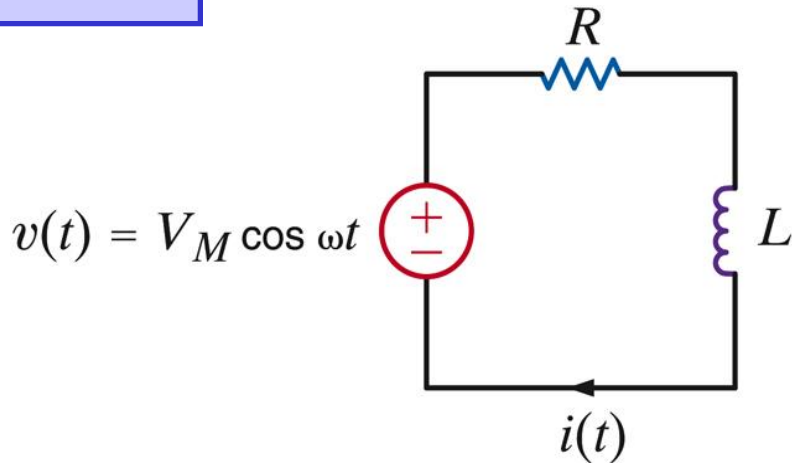 R
v(t) = V_M cos ωt
+
−
L
i(t)